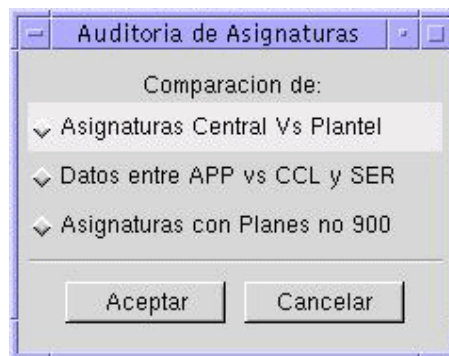 Auditoria de Asignaturas
Comparacion de:
Asignaturas Central Vs Plantel
Datos entre APP vs CCL y SER
Asignaturas con Planes no 900
Aceptar
Cancelar